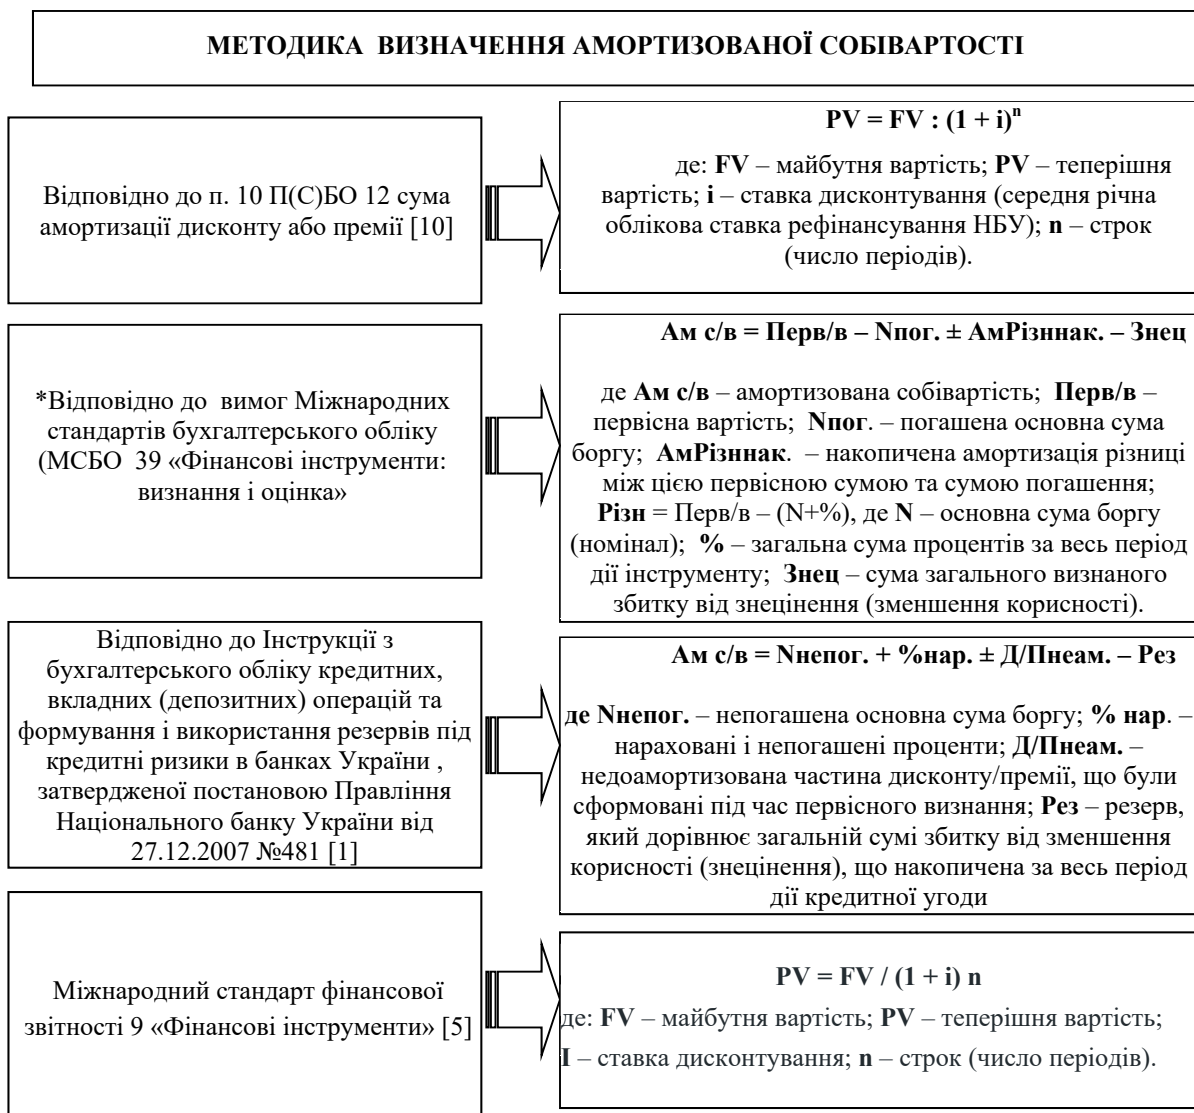 МЕТОДИКА ВИЗНАЧЕННЯ АМОРТИЗОВАНОЇ СОБІВАРТОСТІ
Відповідно до п. 10 П(С)БО 12 сума
амортизації дисконту або премії [10]
PV = FV : (1 + i)ⁿ
де: FV – майбутня вартість; PV – теперішня
вартість; i – ставка дисконтування (середня річна
облікова ставка рефінансування НБУ); n – строк
(число періодів).
*Відповідно до вимог Міжнародних
стандартів бухгалтерського обліку
(МСБО 39 «Фінансові інструменти:
визнання і оцінка»
Ам с/в = Перв/в – Nпог. ± АмРізннак. – Знец
де Ам с/в – амортизована собівартість; Перв/в –
первісна вартість; Nпог. – погашена основна сума
боргу; АмРізннак. – накопичена амортизація різниці
між цією первісною сумою та сумою погашення;
Різн = Перв/в – (N+%), де N – основна сума боргу
(номінал); % – загальна сума процентів за весь період
дії інструменту; Знец – сума загального визнаного
збитку від знецінення (зменшення корисності).
Відповідно до Інструкції з
бухгалтерського обліку кредитних,
вкладних (депозитних) операцій та
формування і використання резервів під
кредитні ризики в банках України ,
затвердженої постановою Правління
Національного банку України від
27.12.2007 №481 [1]
Ам с/в = Nнепог. + %нар. ± Д/Пнеам. – Рез
де Nнепог. – непогашена основна сума боргу; % нар. –
нараховані і непогашені проценти; Д/Пнеам. –
недоамортизована частина дисконту/премії, що були
сформовані під час первісного визнання; Рез – резерв,
який дорівнює загальній сумі збитку від зменшення
корисності (знецінення), що накопичена за весь період
дії кредитної угоди
Міжнародний стандарт фінансової
звітності 9 «Фінансові інструменти» [5]
PV = FV / (1 + i) n
де: FV – майбутня вартість; PV – теперішня вартість;
I – ставка дисконтування; n – строк (число періодів).